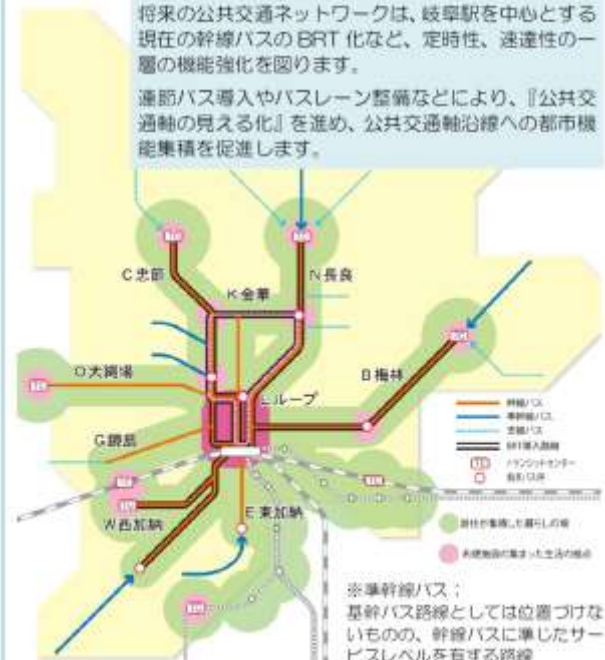 将来の公共交通ネットワークは、岐阜駅を中心とする
現在の幹線バスのBRT化など、定時性、速達性の一
層の機能強化を図ります。
連節バス導入やバスレーン整備などにより、『公共交
通軸の見える化』を進め、公共交通軸沿線への都市機
能集積を促進します。
C忠節
K金華
N長良
O大縄場
B梅林
Lループ
G鏡島
W西加納
E東加納
幹線バス
準幹線バス
支線バス
BRT導入路線
トランジットセンター
※準幹線バス：
基幹バス路線としては位置づけな
いものの、幹線バスに準じたサー
ビスレベルを有する路線